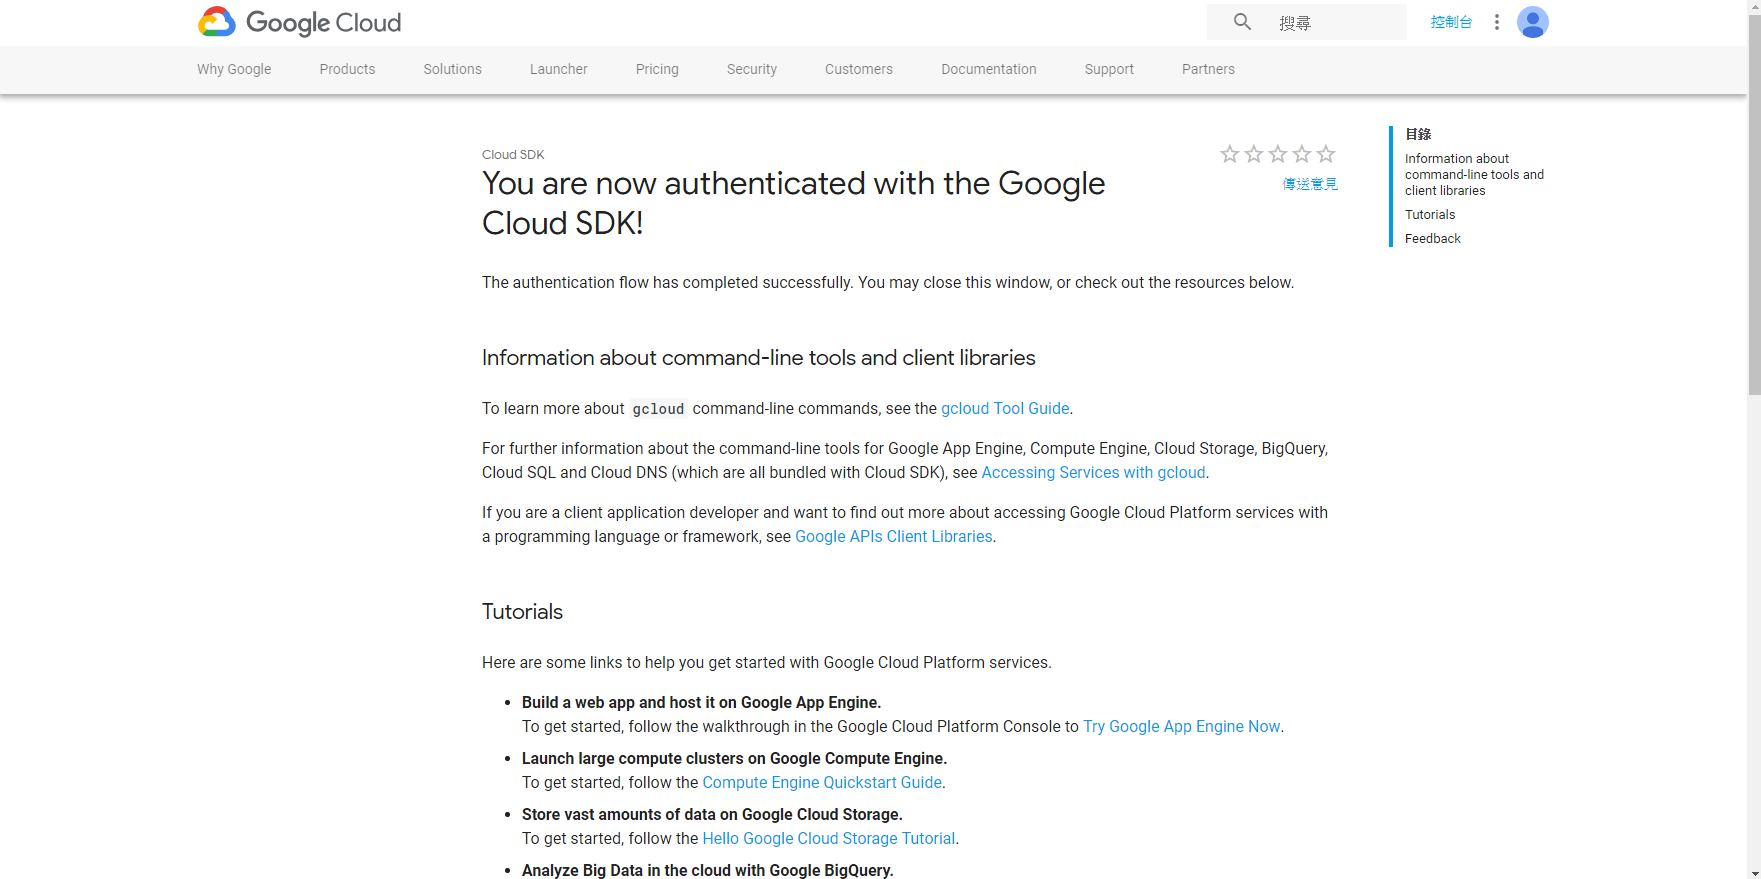 Google Cloud
搜尋
控制台
Why Google
Products
Solutions
Launcher
Pricing
Security
Customers
Documentation
Support
Partners
Cloud SDK
You are now authenticated with the Google
Cloud SDK!
傳送意見
The authentication flow has completed successfully. You may close this window, or check out the resources below.
Information about command-line tools and client libraries
To learn more about gcloud command-line commands, see the gcloud Tool Guide.
For further information about the command-line tools for Google App Engine, Compute Engine, Cloud Storage, BigQuery,
Cloud SQL and Cloud DNS (which are all bundled with Cloud SDK), see Accessing Services with gcloud.
If you are a client application developer and want to find out more about accessing Google Cloud Platform services with
a programming language or framework, see Google APIs Client Libraries.
Tutorials
Here are some links to help you get started with Google Cloud Platform services.
• Build a web app and host it on Google App Engine.
To get started, follow the walkthrough in the Google Cloud Platform Console to Try Google App Engine Now.
• Launch large compute clusters on Google Compute Engine.
To get started, follow the Compute Engine Quickstart Guide.
• Store vast amounts of data on Google Cloud Storage.
To get started, follow the Hello Google Cloud Storage Tutorial.
• Analyze Big Data in the cloud with Google BigQuery.
目錄
Information about
command-line tools and
client libraries
Tutorials
Feedback